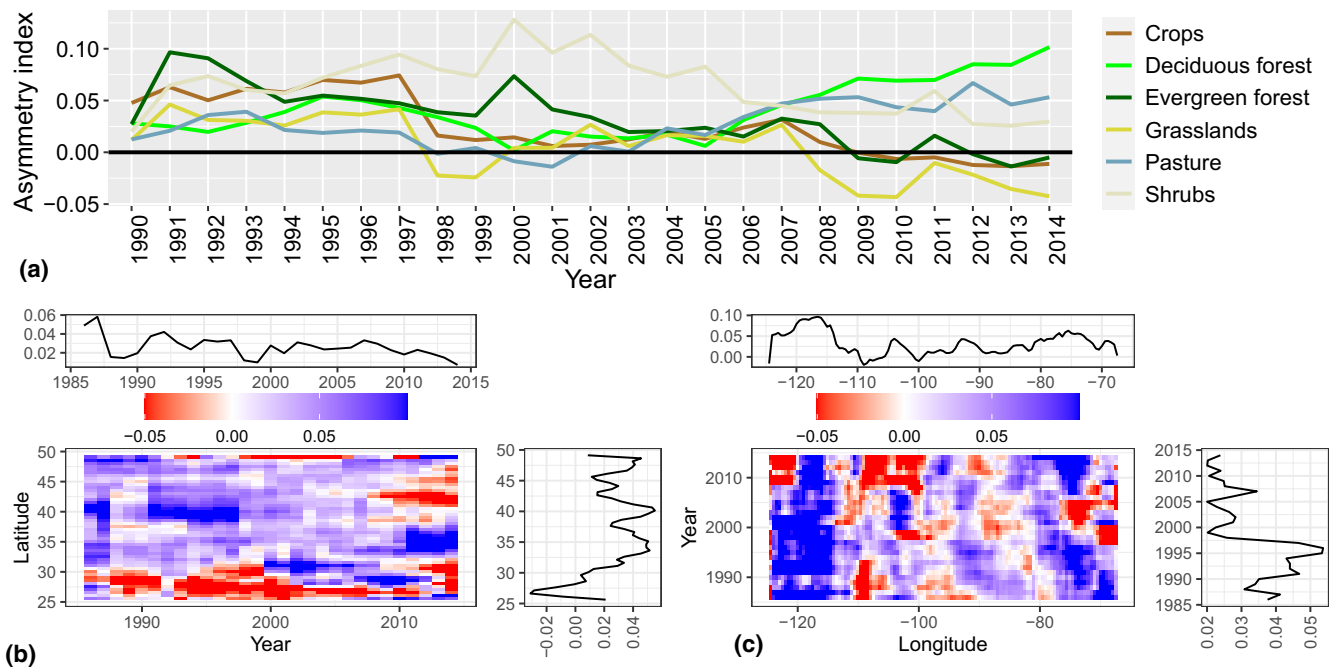 Asymmetry index
0.10
0.05
0.00
−0.05
1990 1991 1992 1993 1994 1995 1996 1997 1998 1999 2000 2001 2002 2003 2004 2005 2006 2007 2008 2009 2010 2011 2012 2013 2014
Year
(a)
Crops
Deciduous forest
Evergreen forest
Grasslands
Pasture
Shrubs
0.06
0.04
0.02
1985 1990 1995 2000 2005 2010 2015
−0.05 0.00 0.05
Latitude
50
45
40
35
30
25
1990 2000 2010
Year
(b)
50
45
40
35
30
25
−0.02 0.00 0.02 0.04
0.10
0.05
0.00
−120 −110 −100 −90 −80 −70
−0.05 0.00 0.05
Year
2010
2000
1990
−120 −100 −80
Longitude
(c)
2015
2010
2005
2000
1995
1990
1985
0.02 0.03 0.04 0.05